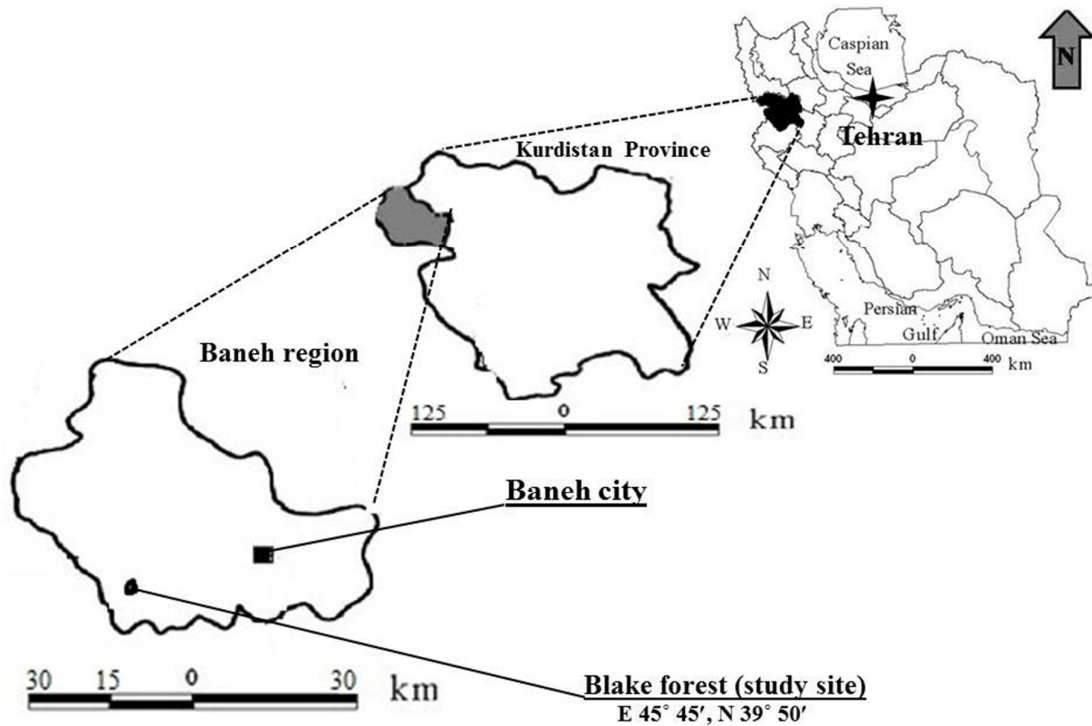 Caspian
Sea
N
Tehran
Kurdistan Province
N
W E
S
Persian
Gulf
Oman Sea
400 0 400
km
Baneh region
125 0 125
km
Baneh city
30 15 0 30
km
Blake forest (study site)
E 45° 45', N 39° 50'